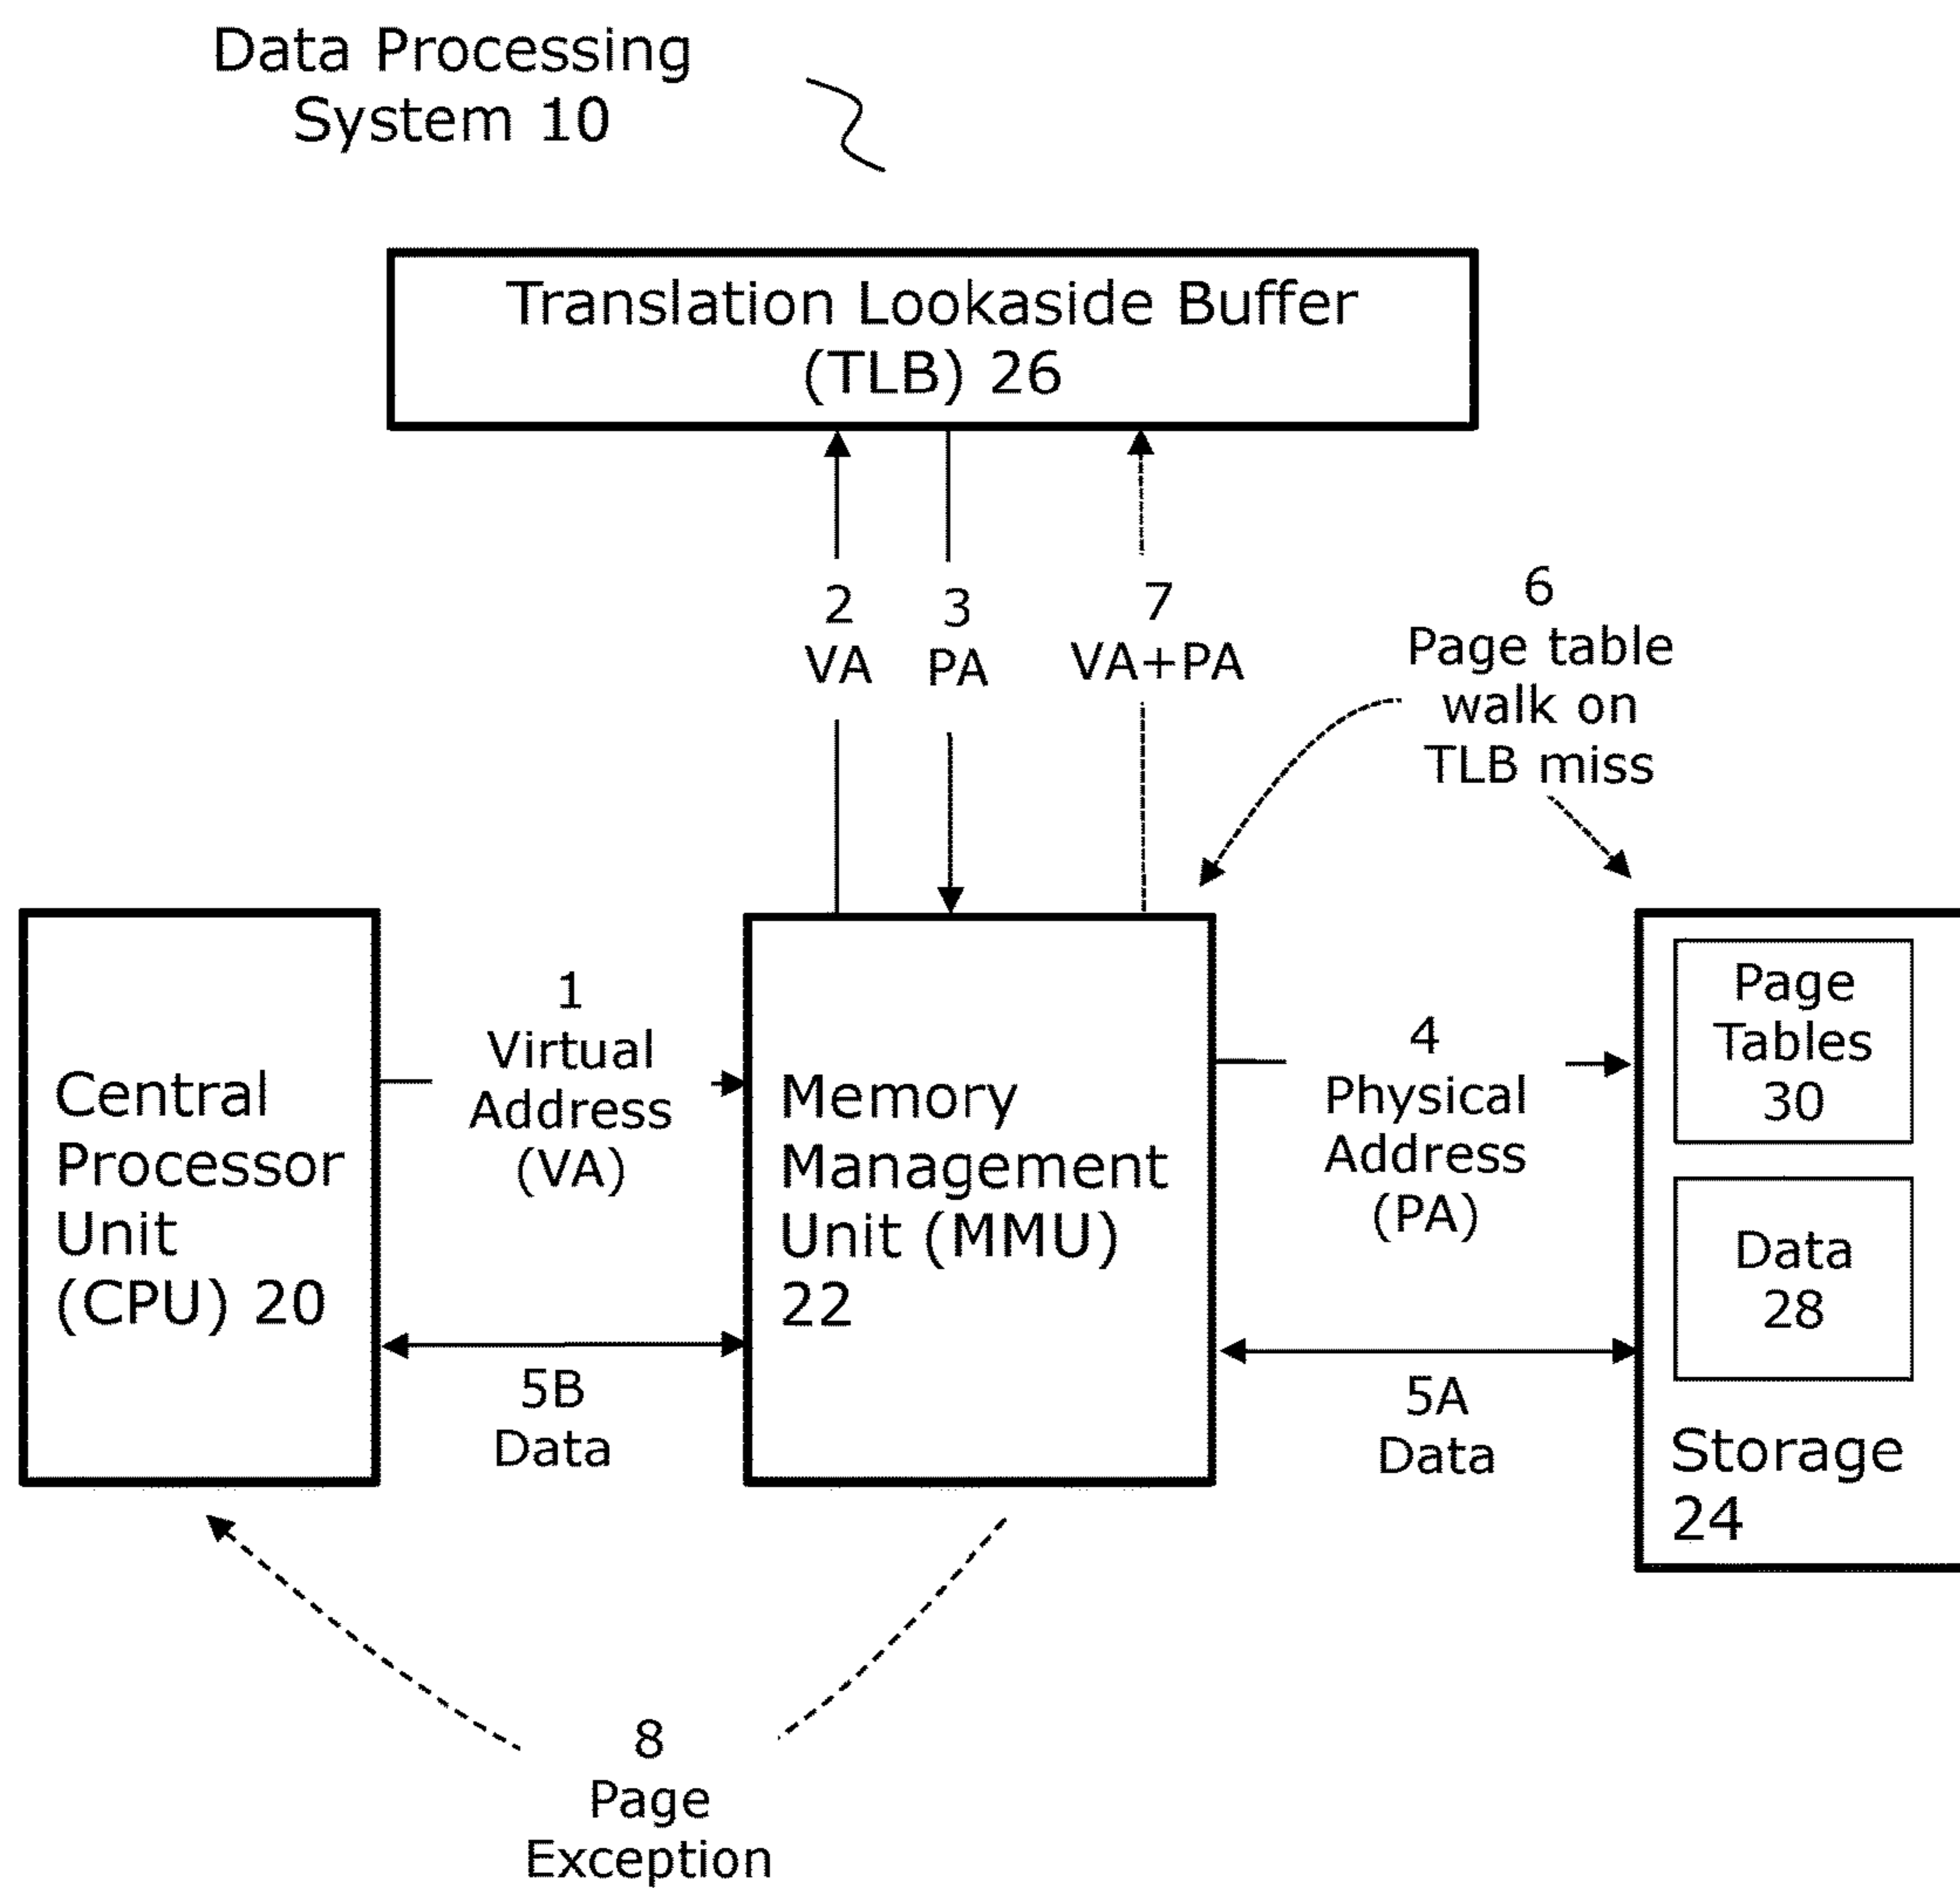 Data Processing
System 10
Translation Lookaside Buffer
(TLB) 26
2
VA
3
PA
7
VA+PA
6
Page table
walk on
TLB miss
Central
Processor
Unit
(CPU) 20
1
Virtual
Address
(VA)
5B
Data
Memory
Management
Unit (MMU)
22
4
Physical
Address
(PA)
5A
Data
Page
Tables
30
Data
28
Storage
24
8
Page
Exception